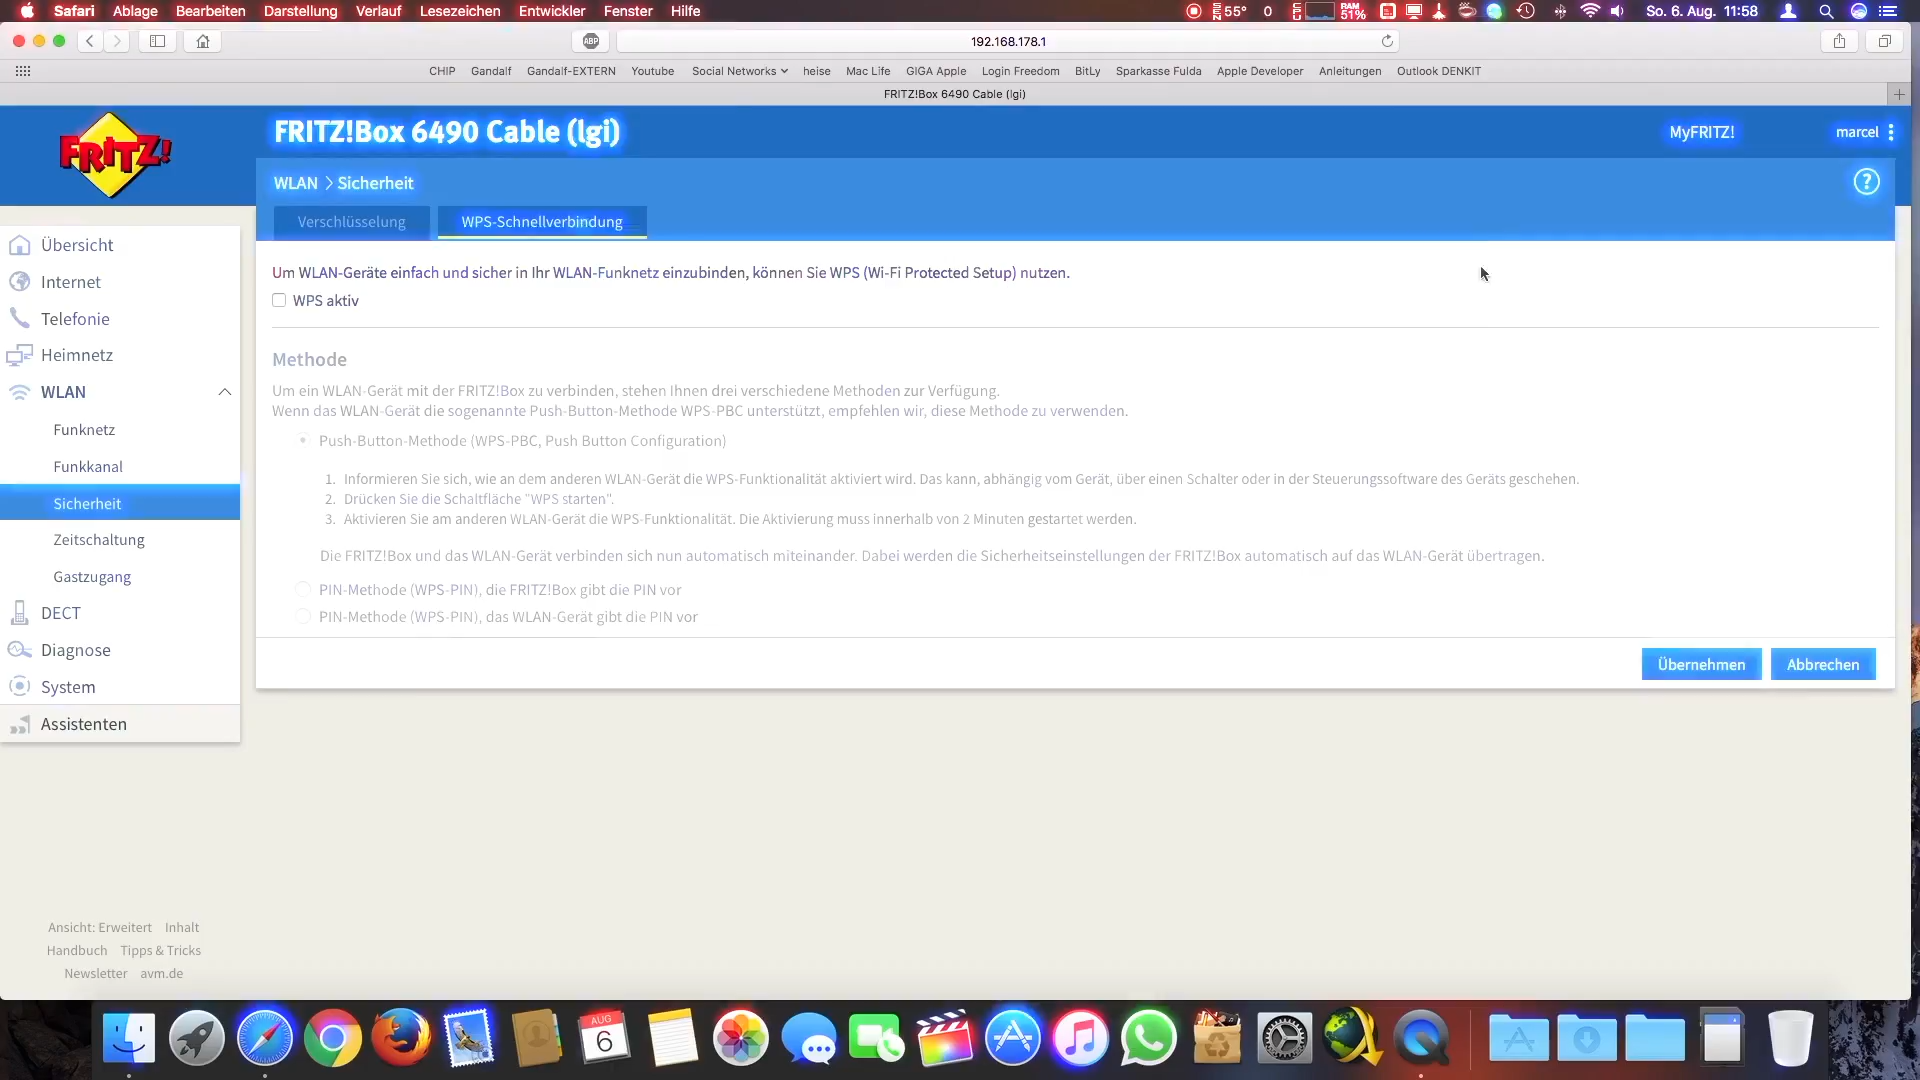 Safari Ablage Bearbeiten Darstellung Verlauf Lesezeichen Entwickler Fenster Hilfe
55° 0 RAM 51% So. 6. Aug. 11:58
ABP 192.168.178.1
CHIP Gandalf Gandalf-EXTERN Youtube Social Networks heise Mac Life GIGA Apple Login Freedom BitLy Sparkasse Fulda Apple Developer Anleitungen Outlook DENKIT
FRITZ!Box 6490 Cable (lgi)
FRITZ!
FRITZ!Box 6490 Cable (lgi)
MyFRITZ! marcel
WLAN > Sicherheit
Verschlüsselung WPS-Schnellverbindung
Übersicht
Internet
Telefonie
Heimnetz
WLAN
Funknetz
Funkkanal
Sicherheit
Zeitschaltung
Gastzugang
DECT
Diagnose
System
Assistenten
Um WLAN-Geräte einfach und sicher in Ihr WLAN-Funknetz einzubinden, können Sie WPS (Wi-Fi Protected Setup) nutzen.
WPS aktiv
Methode
Um ein WLAN-Gerät mit der FRITZ!Box zu verbinden, stehen Ihnen drei verschiedene Methoden zur Verfügung.
Wenn das WLAN-Gerät die sogenannte Push-Button-Methode WPS-PBC unterstützt, empfehlen wir, diese Methode zu verwenden.
Push-Button-Methode (WPS-PBC, Push Button Configuration)
1. Informieren Sie sich, wie an dem anderen WLAN-Gerät die WPS-Funktionalität aktiviert wird. Das kann, abhängig vom Gerät, über einen Schalter oder in der Steuerungssoftware des Geräts geschehen.
2. Drücken Sie die Schaltfläche "WPS starten".
3. Aktivieren Sie am anderen WLAN-Gerät die WPS-Funktionalität. Die Aktivierung muss innerhalb von 2 Minuten gestartet werden.
Die FRITZ!Box und das WLAN-Gerät verbinden sich nun automatisch miteinander. Dabei werden die Sicherheitseinstellungen der FRITZ!Box automatisch auf das WLAN-Gerät übertragen.
PIN-Methode (WPS-PIN), die FRITZ!Box gibt die PIN vor
PIN-Methode (WPS-PIN), das WLAN-Gerät gibt die PIN vor
Übernehmen Abbrechen
Ansicht: Erweitert Inhalt
Handbuch Tipps & Tricks
Newsletter avm.de
AUG
6